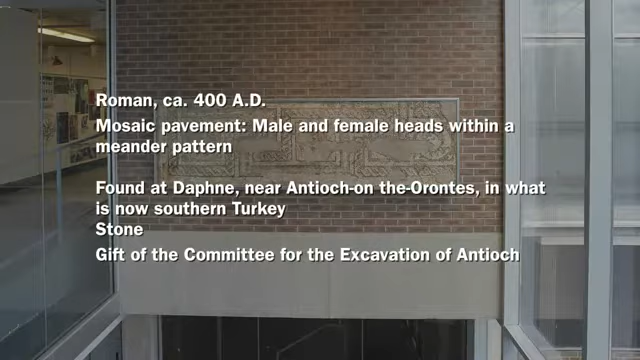 Roman, ca. 400 A.D.
Mosaic pavement: Male and female heads within a
meander pattern
Found at Daphne, near Antioch-on the-Orontes, in what
is now southern Turkey
Stone
Gift of the Committee for the Excavation of Antioch